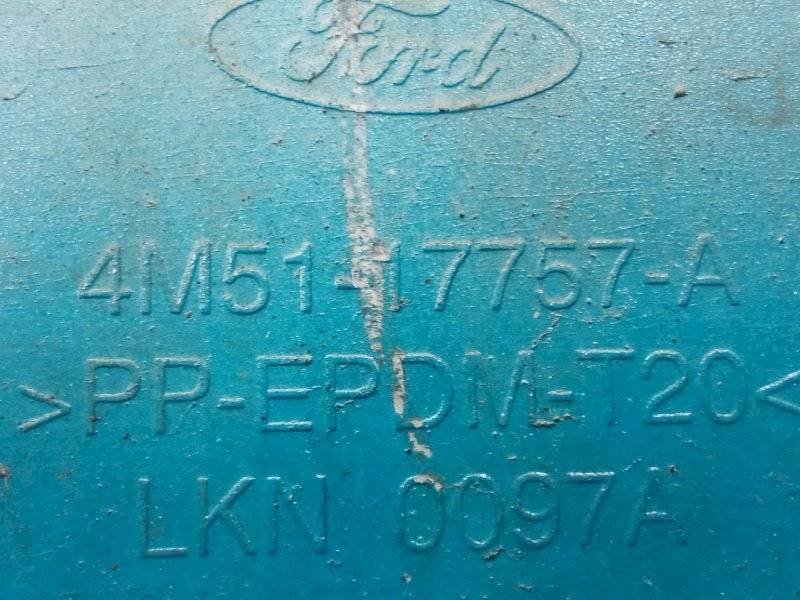 Ford
4M51-17757-A
>PP-EPDM-T20<
LKN 0097A